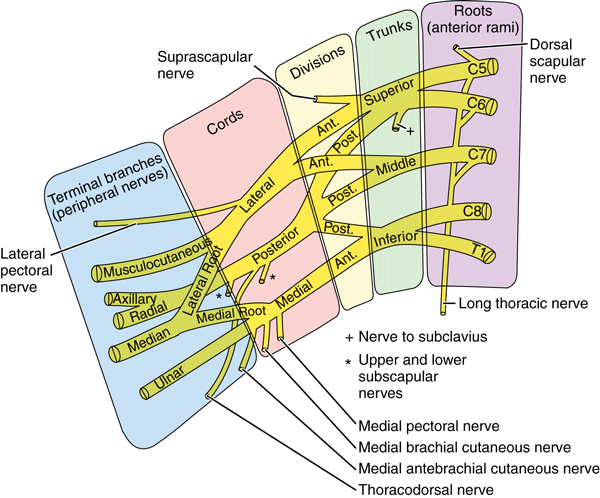 Roots
(anterior rami)
Trunks
Divisions
Cords
Terminal branches
(peripheral nerves)
Suprascapular
nerve
Dorsal
scapular
nerve
C5
C6
C7
C8
T1
Superior
Middle
Inferior
+
Ant.
Post.
Ant.
Post.
Post.
Ant.
Lateral
Posterior
Medial
*
*
Lateral
pectoral
nerve
Musculocutaneous
Lateral Root
Axillary
Radial
Medial Root
Median
Ulnar
Long thoracic nerve
+ Nerve to subclavius
* Upper and lower
subscapular
nerves
Medial pectoral nerve
Medial brachial cutaneous nerve
Medial antebrachial cutaneous nerve
Thoracodorsal nerve